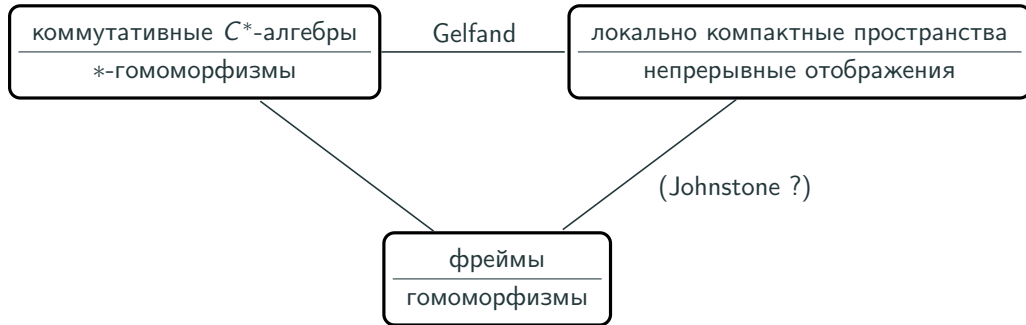 коммутативные C*-алгебры
*-гомоморфизмы
Gelfand
локально компактные пространства
непрерывные отображения
(Johnstone ?)
фреймы
гомоморфизмы